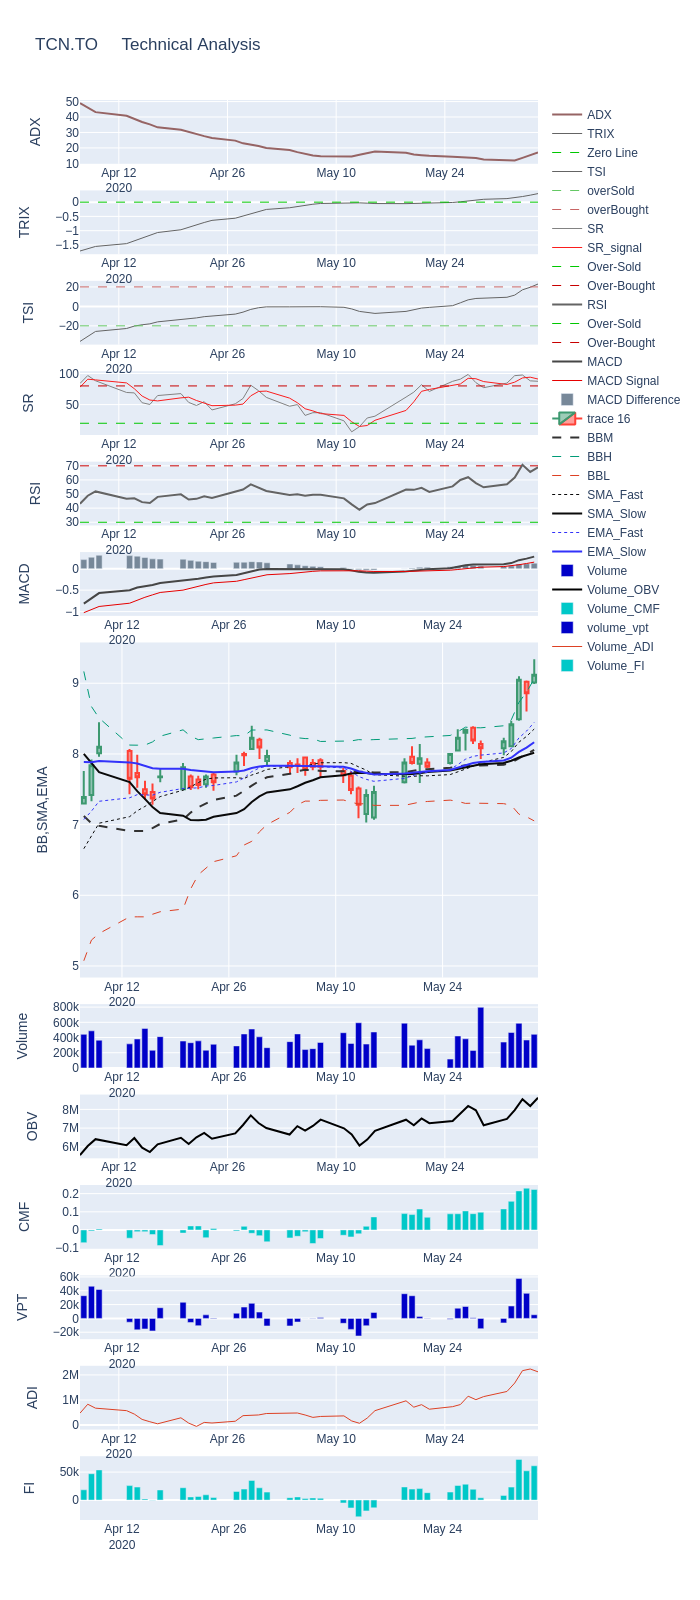 TCN.TO Technical Analysis
ADX
50
40
30
20
10
Apr 12
2020
Apr 26
May 10
May 24
TRIX
0
−0.5
−1
−1.5
Apr 12
2020
Apr 26
May 10
May 24
TSI
20
0
−20
Apr 12
2020
Apr 26
May 10
May 24
SR
100
50
Apr 12
2020
Apr 26
May 10
May 24
RSI
70
60
50
40
30
Apr 12
2020
Apr 26
May 10
May 24
MACD
0
−0.5
−1
Apr 12
2020
Apr 26
May 10
May 24
BB,SMA,EMA
9
8
7
6
5
Apr 12
2020
Apr 26
May 10
May 24
Volume
800k
600k
400k
200k
0
Apr 12
2020
Apr 26
May 10
May 24
OBV
8M
7M
6M
Apr 12
2020
Apr 26
May 10
May 24
CMF
0.2
0.1
0
−0.1
Apr 12
2020
Apr 26
May 10
May 24
VPT
60k
40k
20k
0
−20k
Apr 12
2020
Apr 26
May 10
May 24
ADI
2M
1M
0
Apr 12
2020
Apr 26
May 10
May 24
FI
50k
0
Apr 12
2020
Apr 26
May 10
May 24
ADX
TRIX
Zero Line
TSI
overSold
overBought
SR
SR_signal
Over-Sold
Over-Bought
RSI
Over-Sold
Over-Bought
MACD
MACD Signal
MACD Difference
trace 16
BBM
BBH
BBL
SMA_Fast
SMA_Slow
EMA_Fast
EMA_Slow
Volume
Volume_OBV
Volume_CMF
volume_vpt
Volume_ADI
Volume_FI